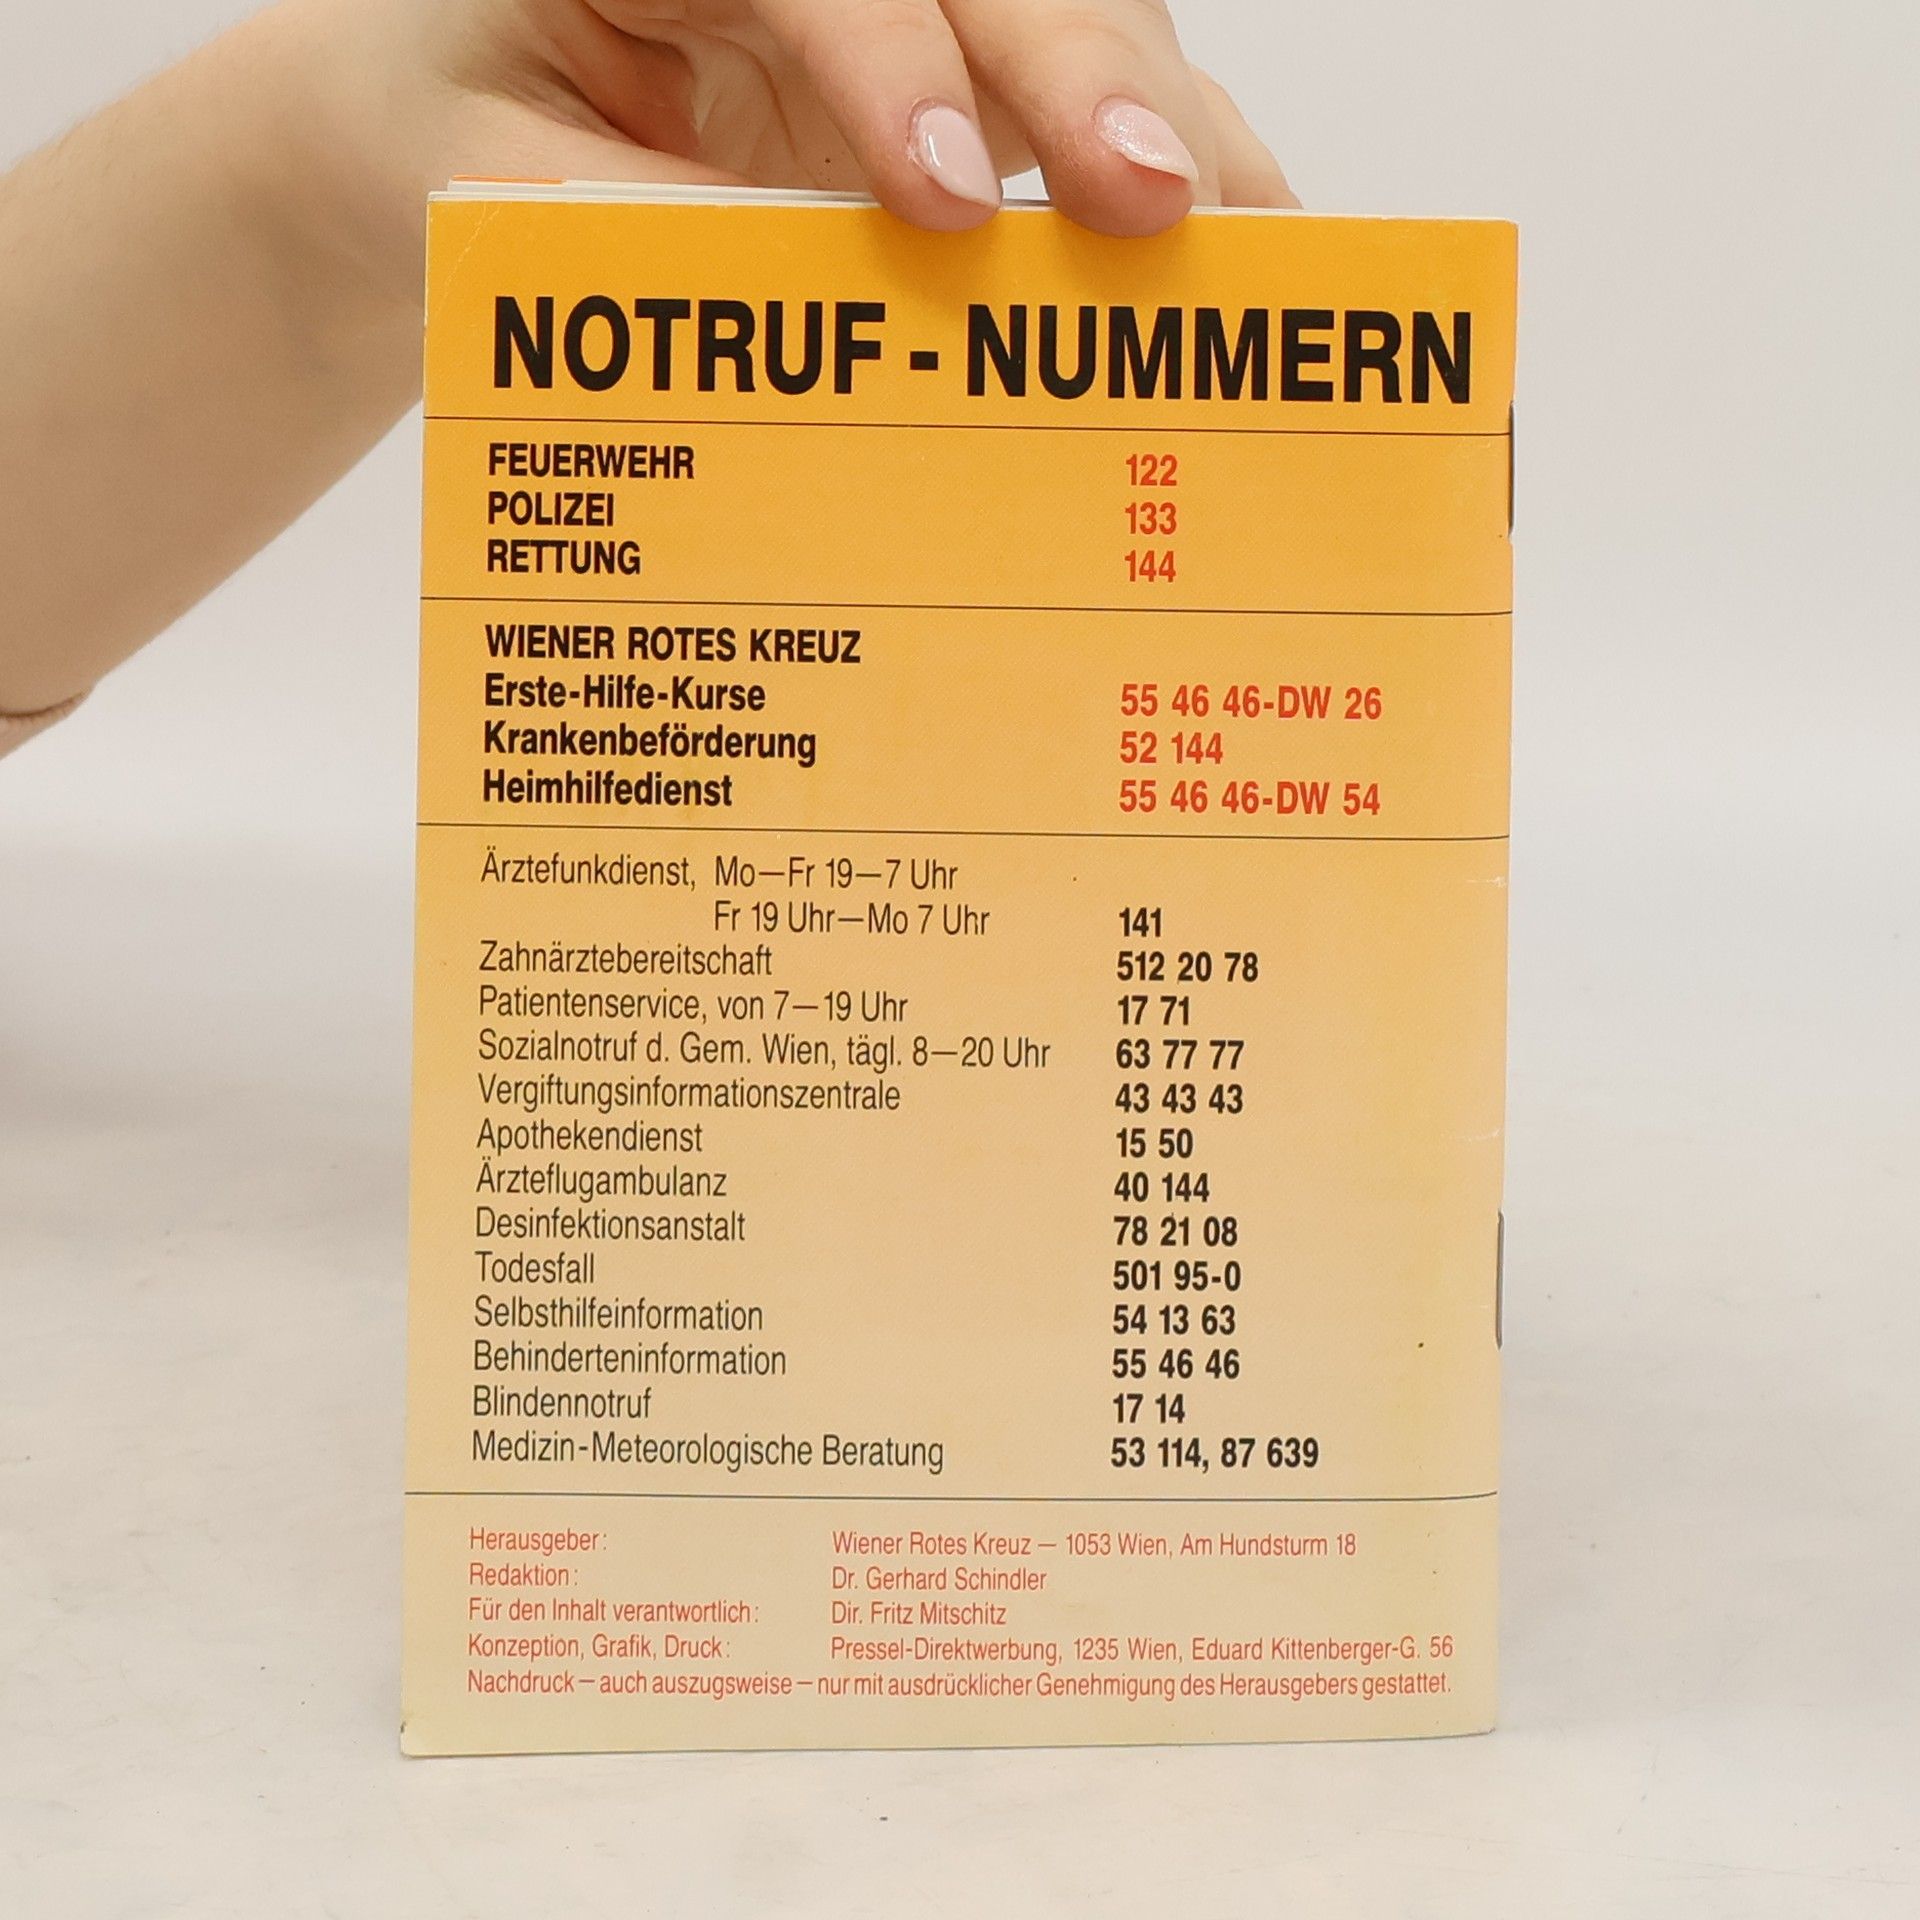 NOTRUF - NUMMERN
FEUERWEHR 122
POLIZEI 133
RETTUNG 144
WIENER ROTES KREUZ
Erste-Hilfe-Kurse 55 46 46-DW 26
Krankenbeförderung 52 144
Heimhilfedienst 55 46 46-DW 54
Ärztefunkdienst, Mo—Fr 19—7 Uhr
Fr 19 Uhr—Mo 7 Uhr 141
Zahnärztebereitschaft 512 20 78
Patientenservice, von 7—19 Uhr 17 71
Sozialnotruf d. Gem. Wien, tägl. 8—20 Uhr 63 77 77
Vergiftungsinformationszentrale 43 43 43
Apothekendienst 15 50
Ärzteflugambulanz 40 144
Desinfektionsanstalt 78 21 08
Todesfall 501 95-0
Selbsthilfeinformation 54 13 63
Behinderteninformation 55 46 46
Blindennotruf 17 14
Medizin-Meteorologische Beratung 53 114, 87 639
Herausgeber: Wiener Rotes Kreuz — 1053 Wien, Am Hundsturm 18
Redaktion: Dr. Gerhard Schindler
Für den Inhalt verantwortlich: Dir. Fritz Mitschitz
Konzeption, Grafik, Druck: Pressel-Direktwerbung, 1235 Wien, Eduard Kittenberger-G. 56
Nachdruck — auch auszugsweise — nur mit ausdrücklicher Genehmigung des Herausgebers gestattet.